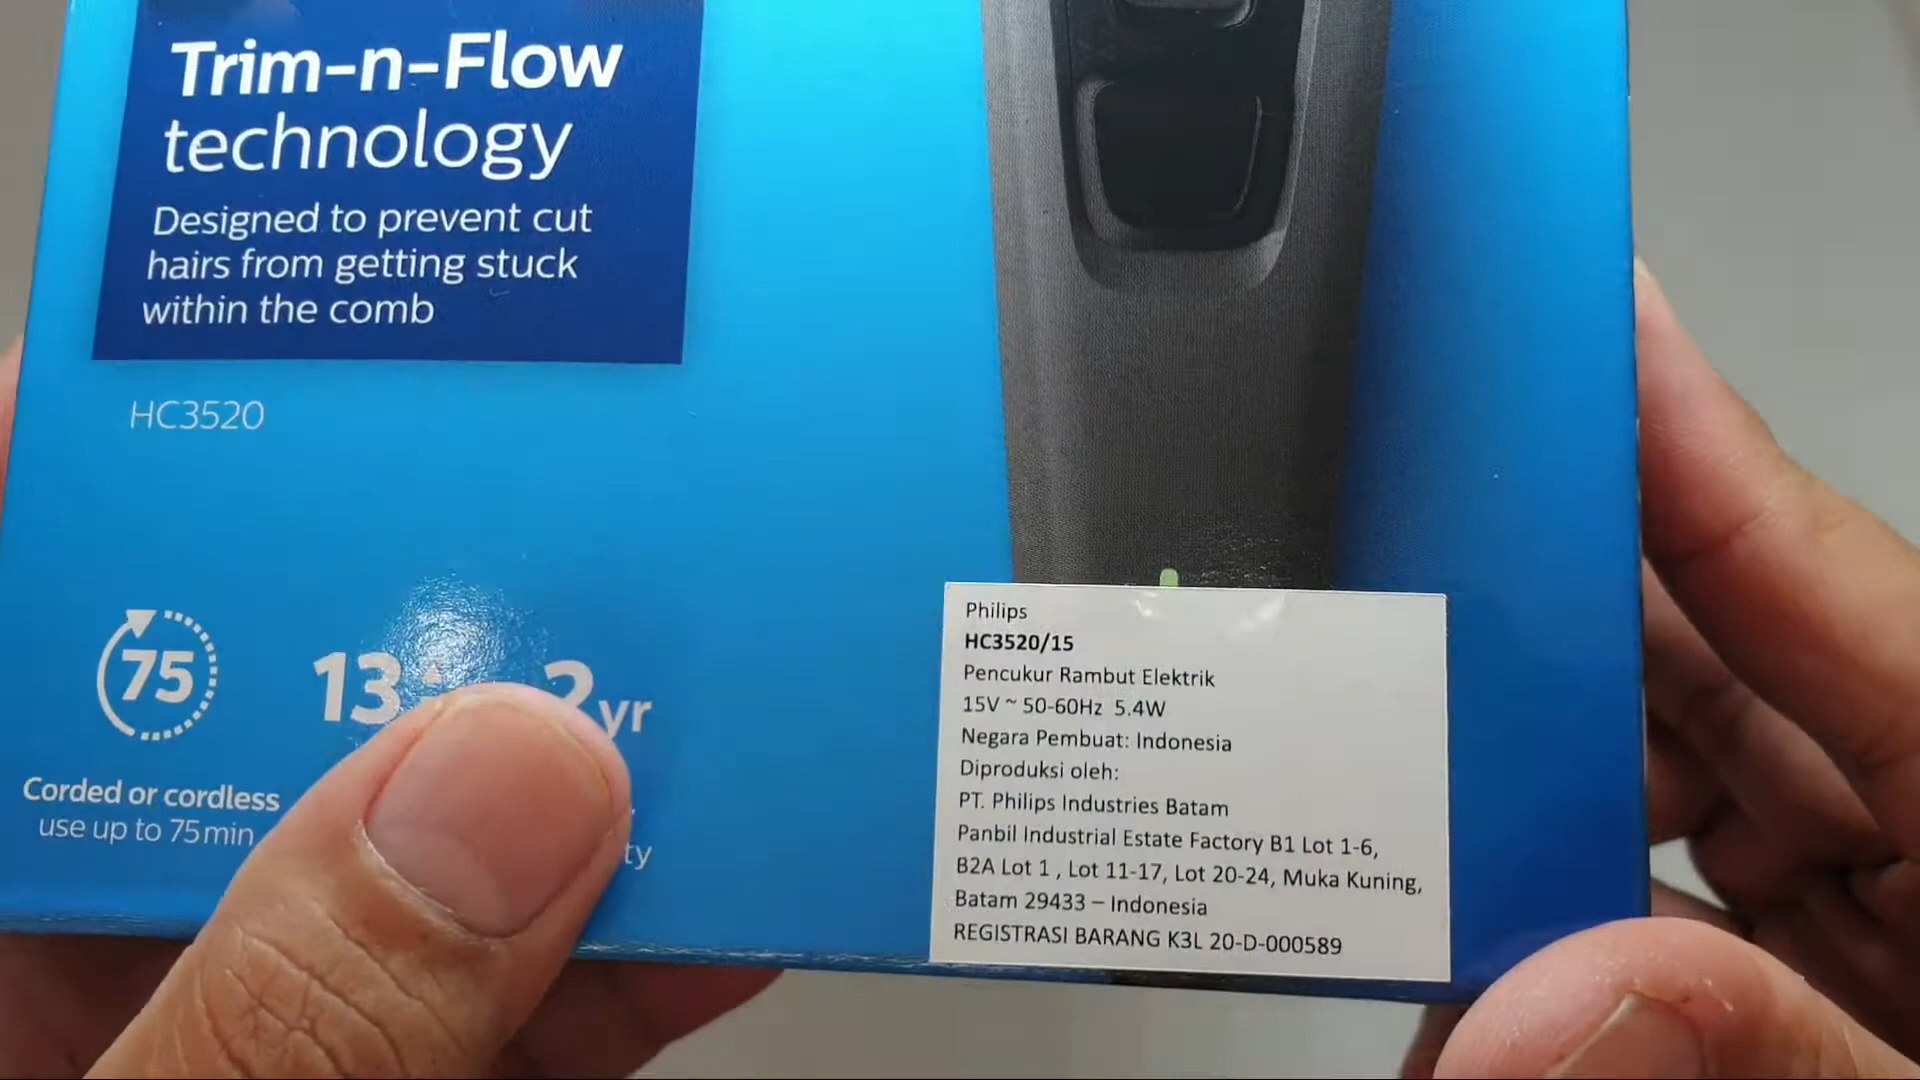 Trim-n-Flow
technology
Designed to prevent cut
hairs from getting stuck
within the comb
HC3520
75
13
2yr
Corded or cordless
use up to 75min
Philips
HC3520/15
Pencukur Rambut Elektrik
15V ~ 50-60Hz 5.4W
Negara Pembuat: Indonesia
Diproduksi oleh:
PT. Philips Industries Batam
Panbil Industrial Estate Factory B1 Lot 1-6,
B2A Lot 1 , Lot 11-17, Lot 20-24, Muka Kuning,
Batam 29433 – Indonesia
REGISTRASI BARANG K3L 20-D-000589